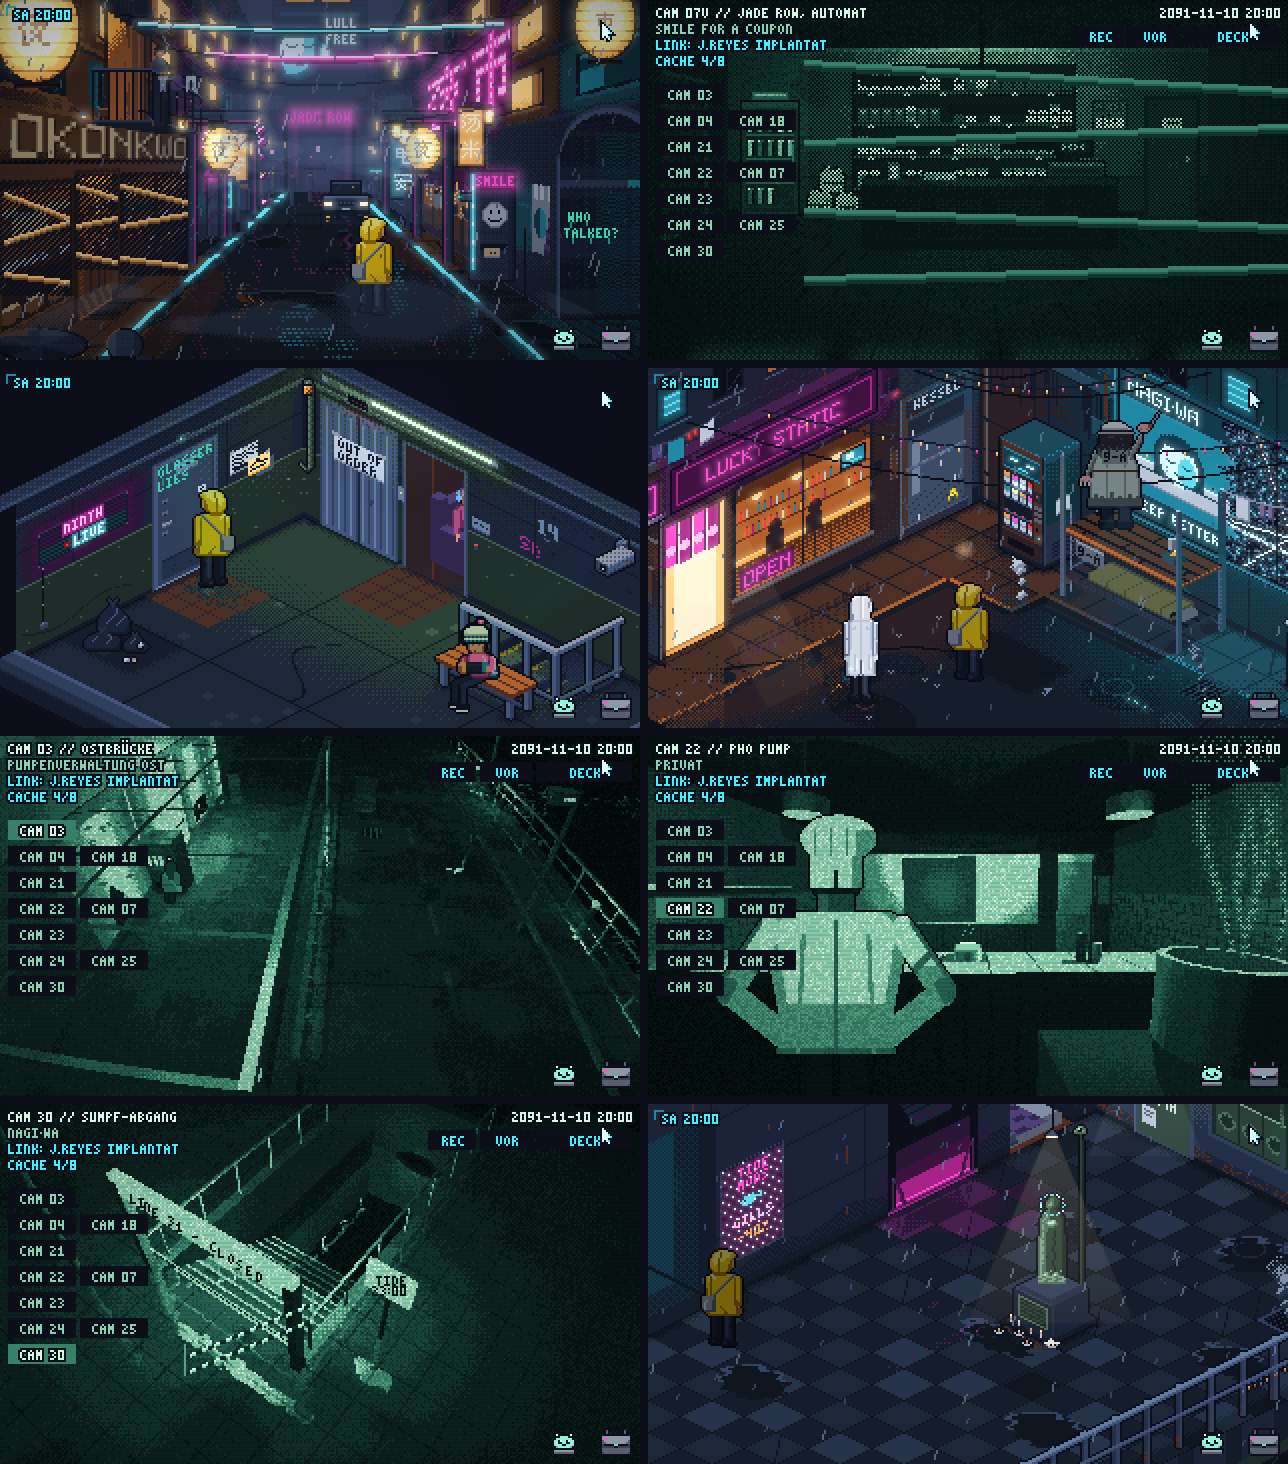 SA 20:00
LULL
FREE
JADE ROW
OKONKWO
SMILE
WHO
TALKED?
CAM 07V // JADE ROW, AUTOMAT
2091-11-10 20:00
SMILE FOR A COUPON
REC VOR DECK
LINK: J.REYES IMPLANTAT
CACHE 4/8
CAM 03
CAM 04 CAM 18
CAM 21
CAM 22 CAM 07
CAM 23
CAM 24 CAM 25
CAM 30
SA 20:00
GLASSER
LIES
OUT OF
ORDER
NINTH
LIVE
14
SA 20:00
LUCKY STATIC
KESSEL
NAGI-WA
OPEN
BETTER
CAM 03 // OSTBRÜCKE
2091-11-10 20:00
PUMPENVERWALTUNG OST
REC VOR DECK
LINK: J.REYES IMPLANTAT
CACHE 4/8
CAM 03
CAM 04 CAM 18
CAM 21
CAM 22 CAM 07
CAM 23
CAM 24 CAM 25
CAM 30
CAM 22 // PHO PUMP
2091-11-10 20:00
PRIVAT
REC VOR DECK
LINK: J.REYES IMPLANTAT
CACHE 4/8
CAM 03
CAM 04 CAM 18
CAM 21
CAM 22 CAM 07
CAM 23
CAM 24 CAM 25
CAM 30
CAM 30 // SUMPF-ABGANG
2091-11-10 20:00
NAGI-WA
REC VOR DECK
LINK: J.REYES IMPLANTAT
CACHE 4/8
CAM 03
CAM 04 CAM 18
CAM 21
CAM 22 CAM 07
CAM 23
CAM 24 CAM 25
CAM 30
CLOSED
TIDE
SA 20:00
TIDE
MODS
GILLS